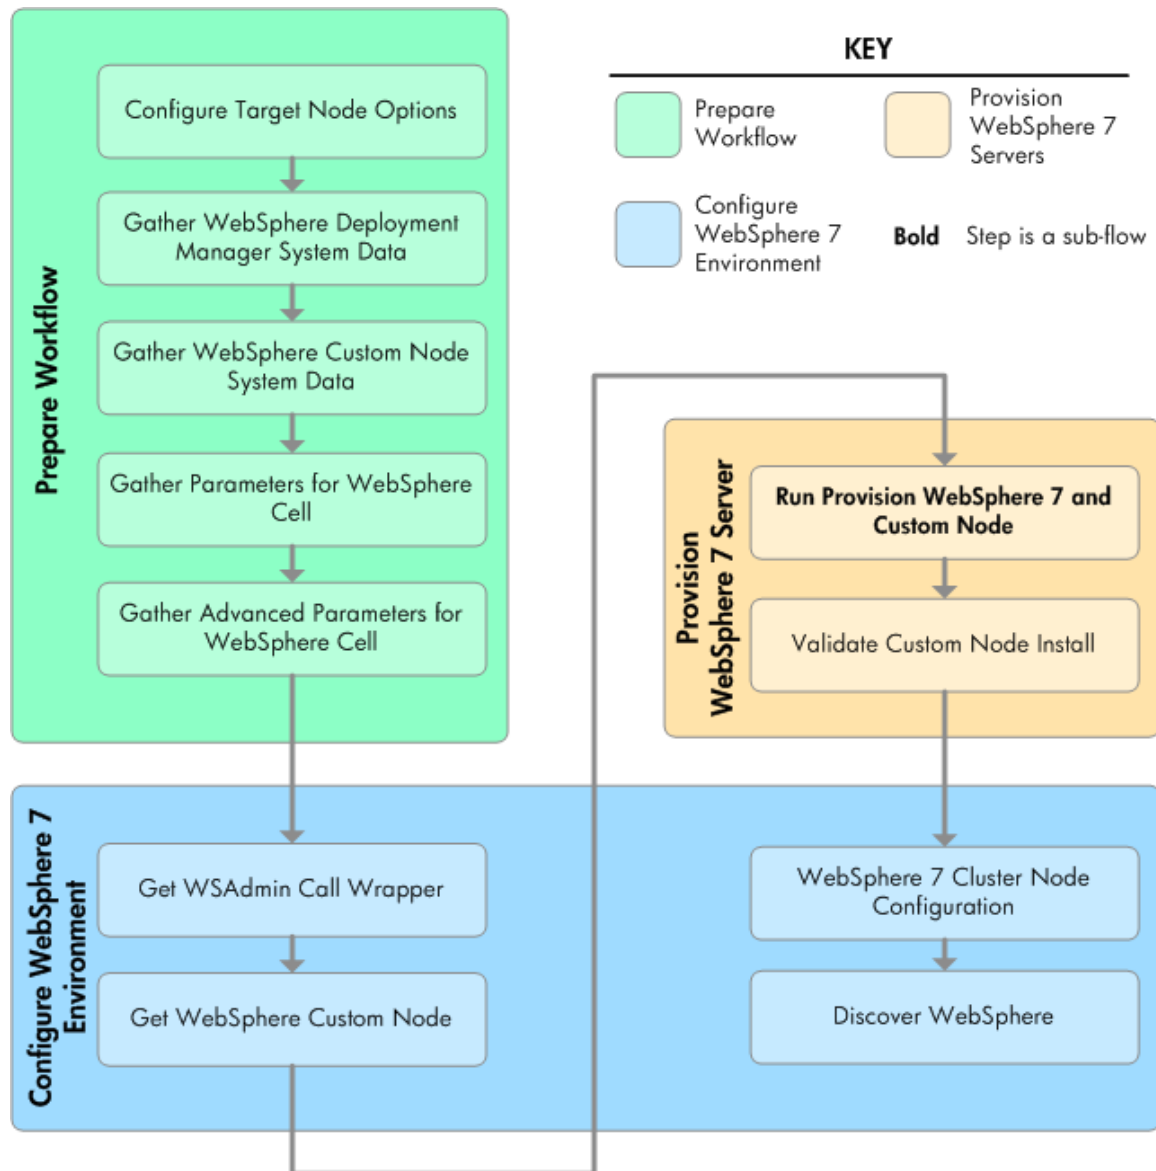 Prepare Workflow
Configure Target Node Options
Gather WebSphere Deployment
Manager System Data
Gather WebSphere Custom Node
System Data
Gather Parameters for WebSphere
Cell
Gather Advanced Parameters for
WebSphere Cell
KEY
Prepare
Workflow
Provision
WebSphere 7
Servers
Configure
WebSphere 7
Environment
Bold Step is a sub-flow
Configure WebSphere 7
Environment
Get WSAdmin Call Wrapper
Get WebSphere Custom Node
Provision
WebSphere 7 Server
Run Provision WebSphere 7 and
Custom Node
Validate Custom Node Install
WebSphere 7 Cluster Node
Configuration
Discover WebSphere